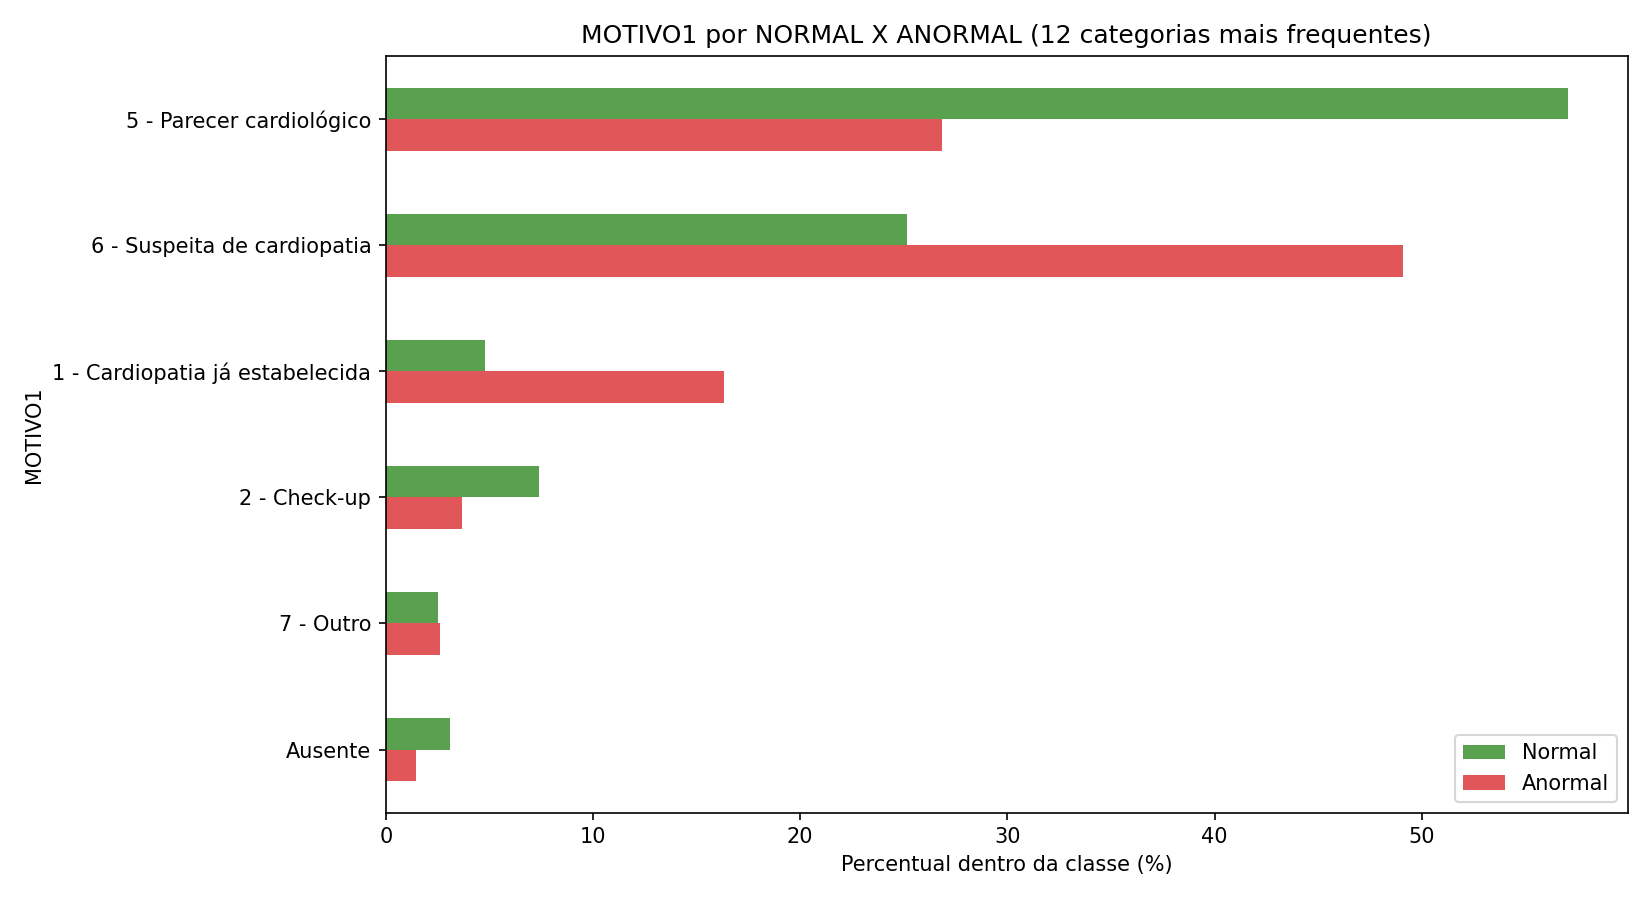 MOTIVO1 por NORMAL X ANORMAL (12 categorias mais frequentes)
MOTIVO1
5 - Parecer cardiológico
6 - Suspeita de cardiopatia
1 - Cardiopatia já estabelecida
2 - Check-up
7 - Outro
Ausente
Normal
Anormal
0 10 20 30 40 50
Percentual dentro da classe (%)